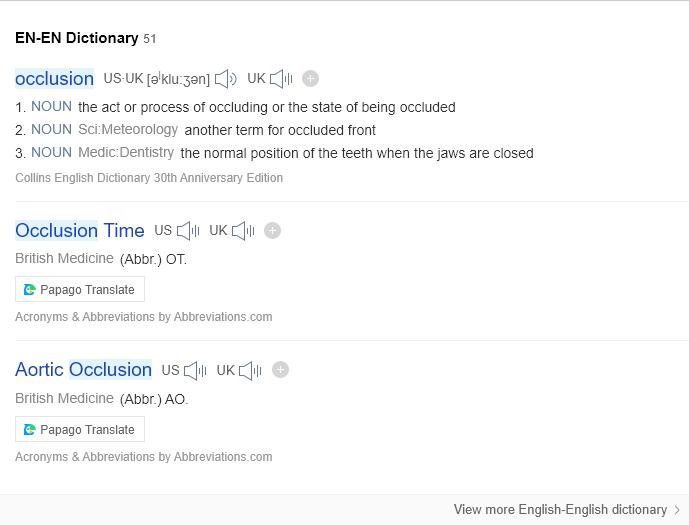 EN-EN Dictionary 51
occlusion US·UK [əˈkluːʒən] UK
1. NOUN the act or process of occluding or the state of being occluded
2. NOUN Sci:Meteorology another term for occluded front
3. NOUN Medic:Dentistry the normal position of the teeth when the jaws are closed
Collins English Dictionary 30th Anniversary Edition
Occlusion Time US UK
British Medicine (Abbr.) OT.
Papago Translate
Acronyms & Abbreviations by Abbreviations.com
Aortic Occlusion US UK
British Medicine (Abbr.) AO.
Papago Translate
Acronyms & Abbreviations by Abbreviations.com
View more English-English dictionary